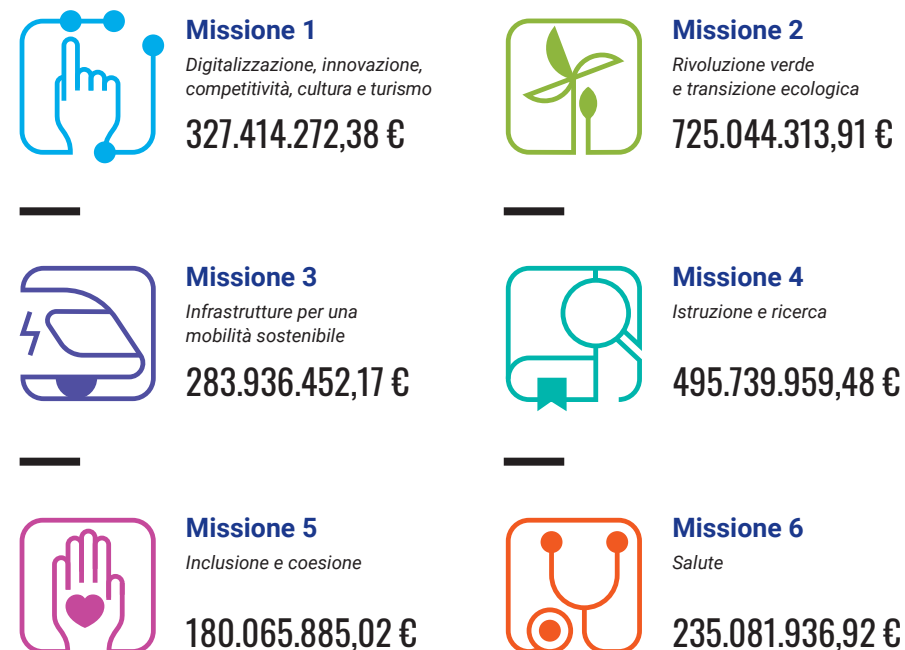 Missione 1
Digitalizzazione, innovazione,
competitività, cultura e turismo
327.414.272,38 €
Missione 2
Rivoluzione verde
e transizione ecologica
725.044.313,91 €
Missione 3
Infrastrutture per una
mobilità sostenibile
283.936.452,17 €
Missione 4
Istruzione e ricerca
495.739.959,48 €
Missione 5
Inclusione e coesione
180.065.885,02 €
Missione 6
Salute
235.081.936,92 €